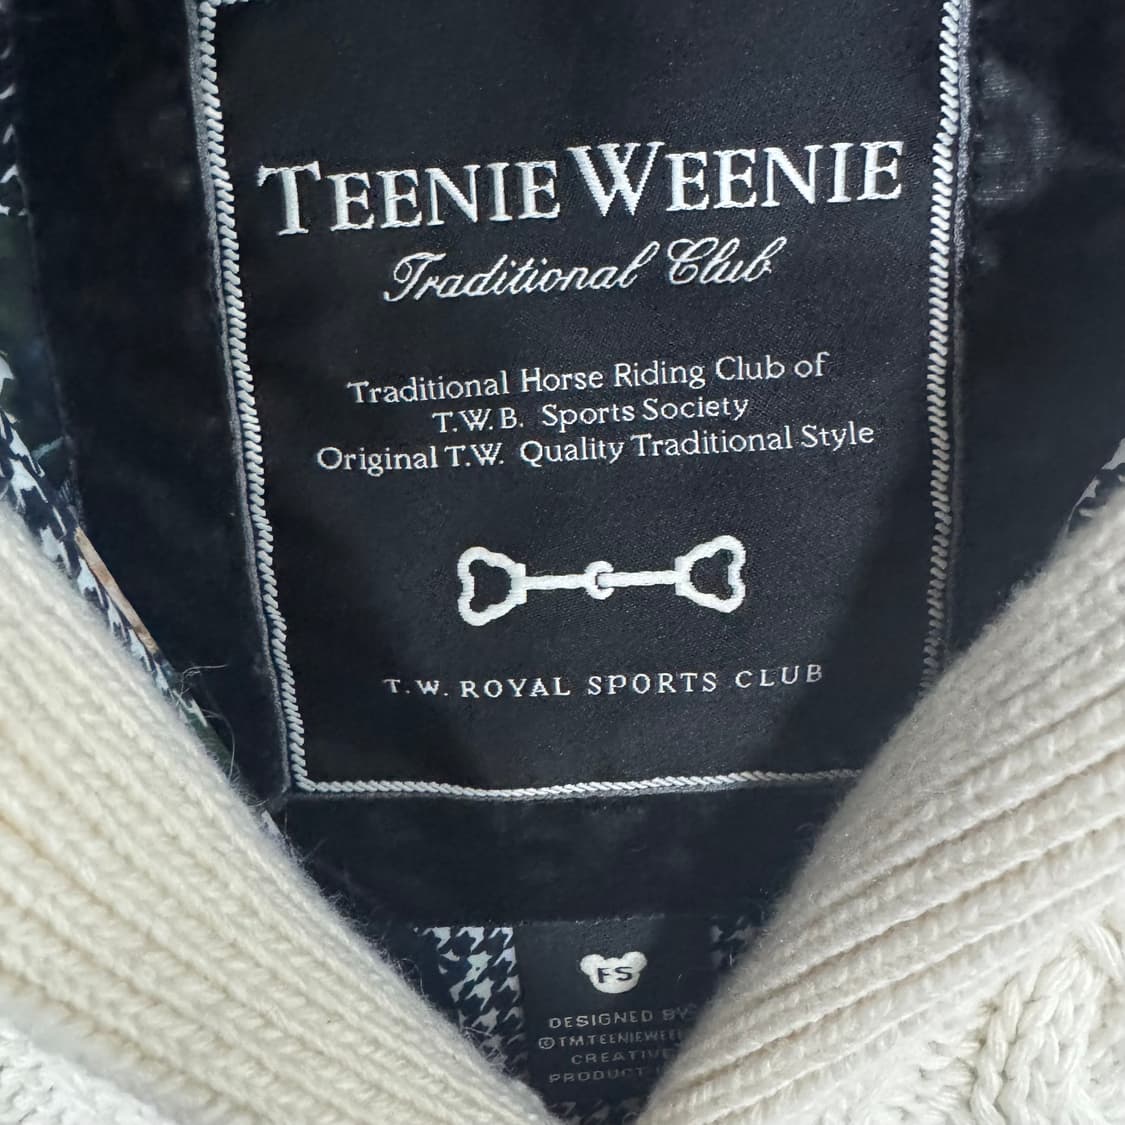 TEENIE WEENIE
Traditional Club
Traditional Horse Riding Club of
T.W.B. Sports Society
Original T.W. Quality Traditional Style
T.W. ROYAL SPORTS CLUB
FS
DESIGNED BY
CREATIVE